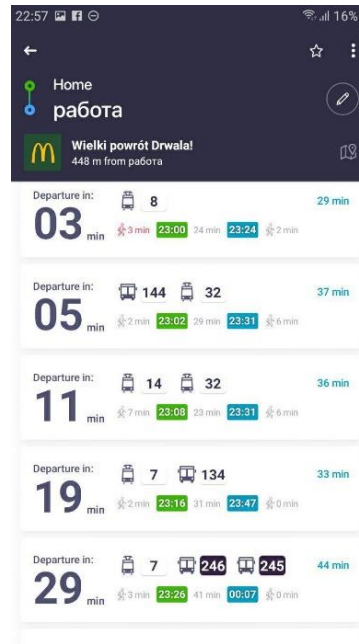 22:57 16%
Home
работа
Wielki powrót Drwala!
448 m from работа
Departure in: 8 29 min
03 min 3 min 23:00 24 min 23:24 2 min
Departure in: 144 32 37 min
05 min 2 min 23:02 29 min 23:31 6 min
Departure in: 14 32 36 min
11 min 7 min 23:08 23 min 23:31 6 min
Departure in: 7 134 33 min
19 min 2 min 23:16 31 min 23:47 0 min
Departure in: 7 246 245 44 min
29 min 3 min 23:26 41 min 00:07 0 min